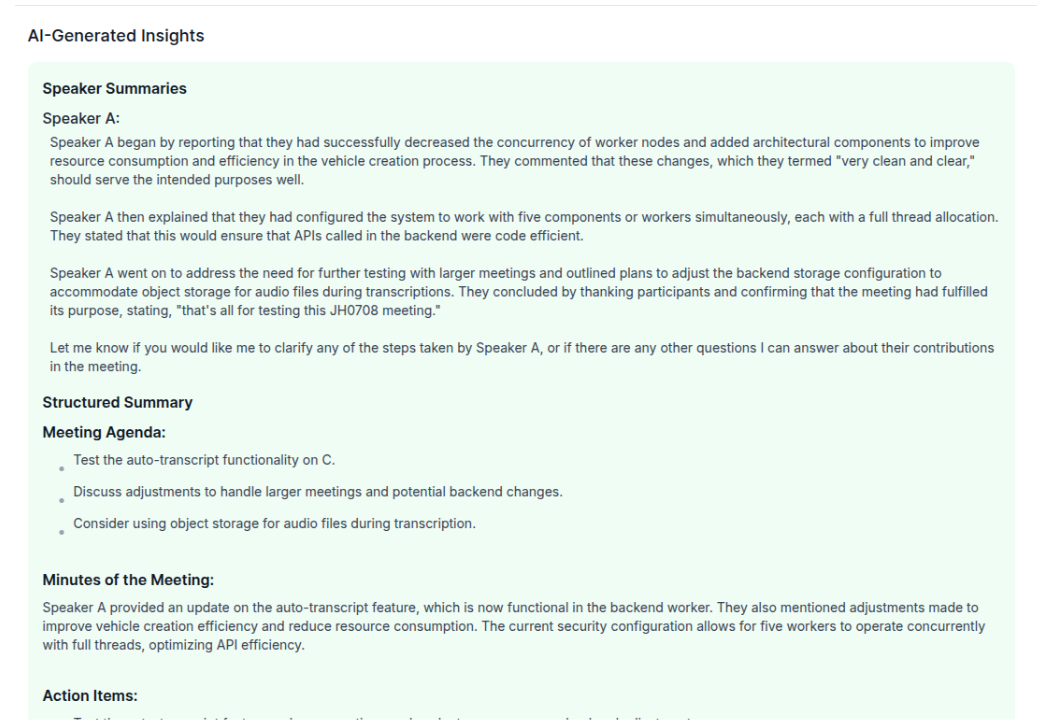 AI-Generated Insights
Speaker Summaries
Speaker A:
Speaker A began by reporting that they had successfully decreased the concurrency of worker nodes and added architectural components to improve
resource consumption and efficiency in the vehicle creation process. They commented that these changes, which they termed "very clean and clear,"
should serve the intended purposes well.
Speaker A then explained that they had configured the system to work with five components or workers simultaneously, each with a full thread allocation.
They stated that this would ensure that APIs called in the backend were code efficient.
Speaker A went on to address the need for further testing with larger meetings and outlined plans to adjust the backend storage configuration to
accommodate object storage for audio files during transcriptions. They concluded by thanking participants and confirming that the meeting had fulfilled
its purpose, stating, "that's all for testing this JH0708 meeting."
Let me know if you would like me to clarify any of the steps taken by Speaker A, or if there are any other questions I can answer about their contributions
in the meeting.
Structured Summary
Meeting Agenda:
Test the auto-transcript functionality on C.
Discuss adjustments to handle larger meetings and potential backend changes.
Consider using object storage for audio files during transcription.
Minutes of the Meeting:
Speaker A provided an update on the auto-transcript feature, which is now functional in the backend worker. They also mentioned adjustments made to
improve vehicle creation efficiency and reduce resource consumption. The current security configuration allows for five workers to operate concurrently
with full threads, optimizing API efficiency.
Action Items: